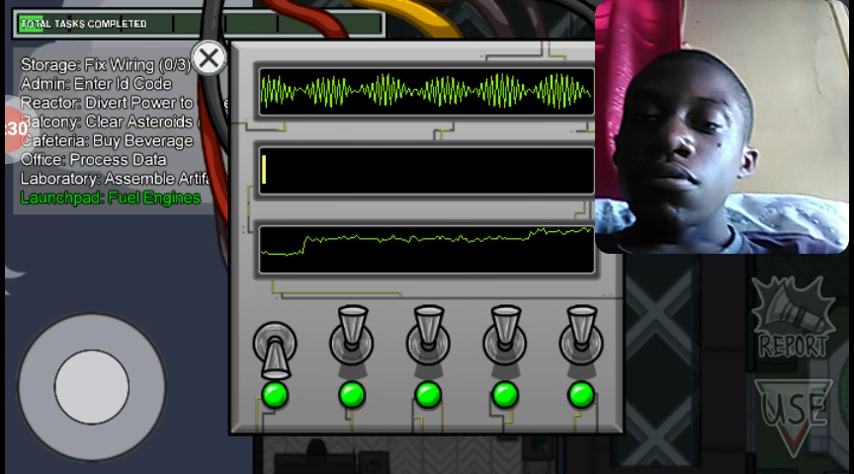 TOTAL TASKS COMPLETED
Storage: Fix Wiring (0/3)
Admin: Enter Id Code
Reactor: Divert Power to
:30
Balcony: Clear Asteroids
Cafeteria: Buy Beverage
Office: Process Data
Laboratory: Assemble Artifa
Launchpad: Fuel Engines
REPORT
USE